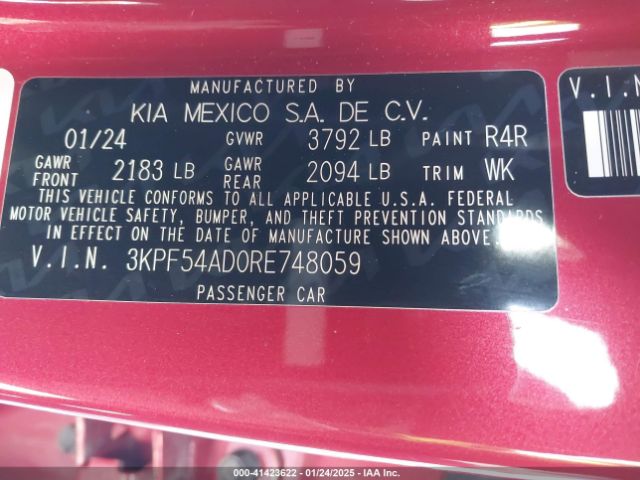 MANUFACTURED BY
KIA MEXICO S.A. DE C.V.
01/24 GVWR 3792 LB PAINT R4R
GAWR FRONT 2183 LB GAWR REAR 2094 LB TRIM WK
THIS VEHICLE CONFORMS TO ALL APPLICABLE U.S.A. FEDERAL
MOTOR VEHICLE SAFETY, BUMPER, AND THEFT PREVENTION STANDARDS
IN EFFECT ON THE DATE OF MANUFACTURE SHOWN ABOVE.
V.I.N. 3KPF54AD0RE748059
PASSENGER CAR
V.I.N
000-41423622 - 01/24/2025 - IAA Inc.